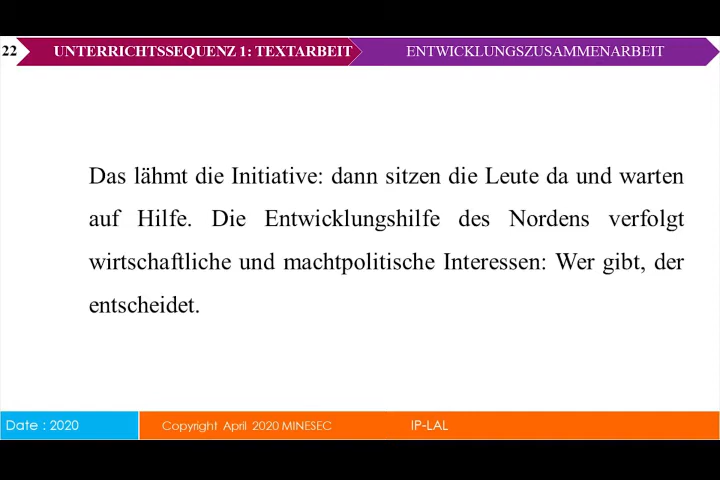 22 UNTERRICHTSSEQUENZ 1: TEXTARBEIT ENTWICKLUNGSZUSAMMENARBEIT
Das lähmt die Initiative: dann sitzen die Leute da und warten
auf Hilfe. Die Entwicklungshilfe des Nordens verfolgt
wirtschaftliche und machtpolitische Interessen: Wer gibt, der
entscheidet.
Date : 2020 Copyright April 2020 MINESEC IP-LAL